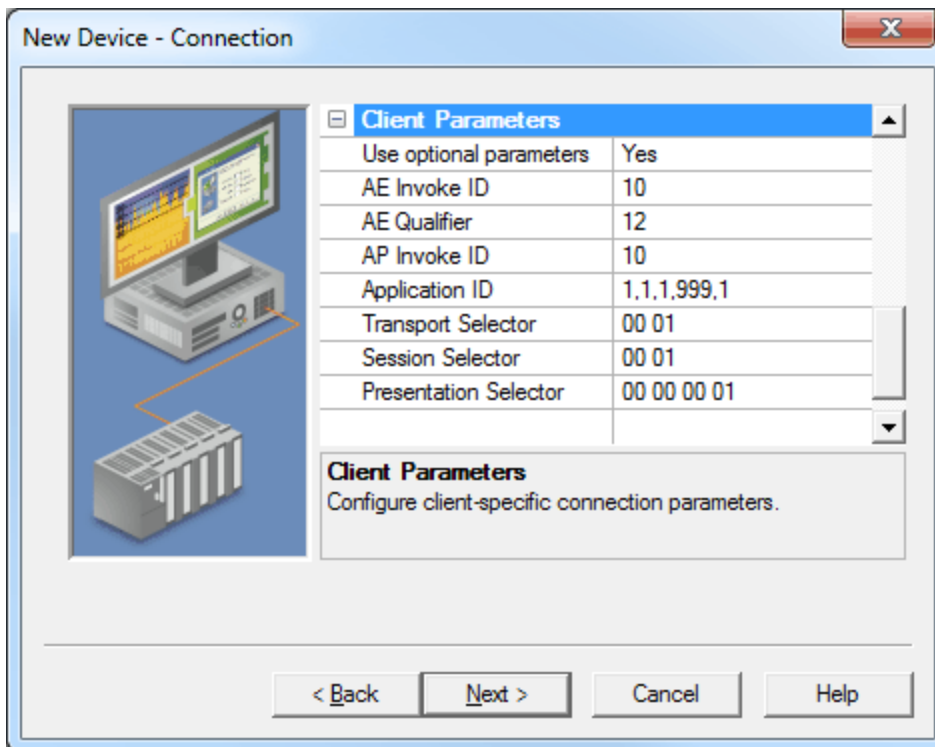 New Device - Connection
Client Parameters
Use optional parameters Yes
AE Invoke ID 10
AE Qualifier 12
AP Invoke ID 10
Application ID 1,1,1,999,1
Transport Selector 00 01
Session Selector 00 01
Presentation Selector 00 00 00 01
Client Parameters
Configure client-specific connection parameters.
< Back Next > Cancel Help